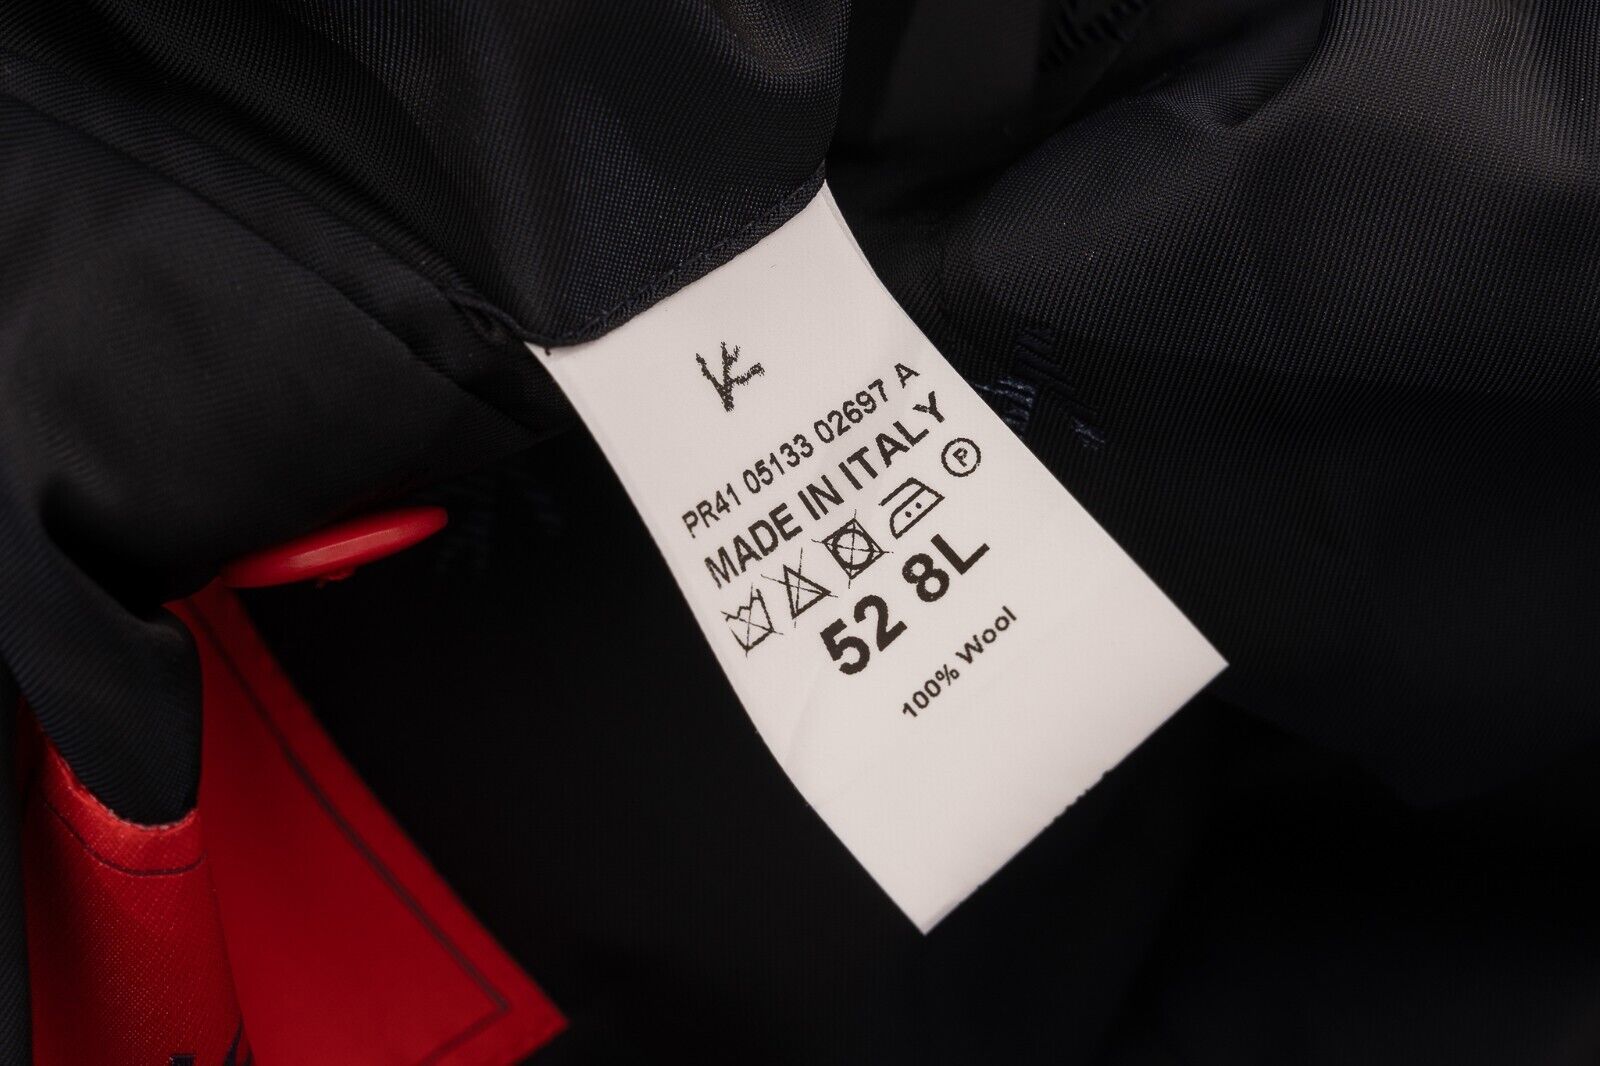 PR41 05133 02697 A
MADE IN ITALY
P
52 8L
100% Wool